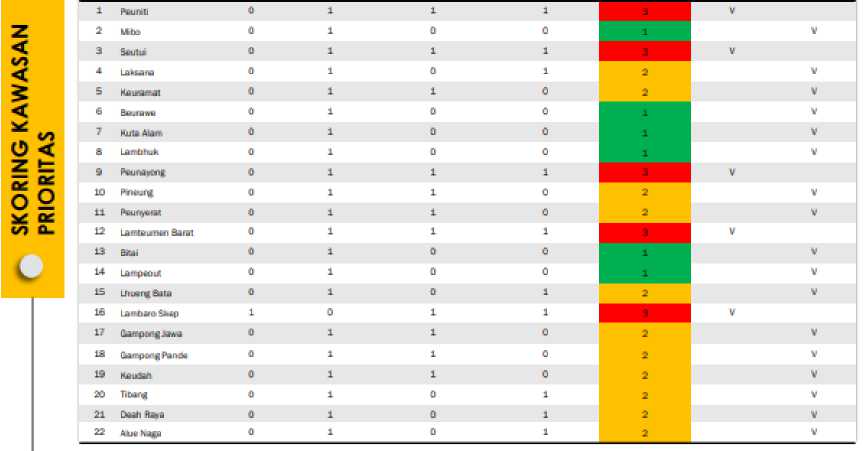 SKORING KAWASAN
PRIORITAS
1 Peuniti 0 1 1 1 3 V
2 Mibo 0 1 0 0 1 V
3 Seutui 0 1 1 1 3 V
4 Laksana 0 1 0 1 2 V
5 Keuramat 0 1 1 0 2 V
6 Beurawe 0 1 0 0 1 V
7 Kuta Alam 0 1 0 0 1 V
8 Lambhuk 0 1 0 0 1 V
9 Peunayong 0 1 1 1 3 V
10 Pineung 0 1 1 0 2 V
11 Peunyerat 0 1 1 0 2 V
12 Lamteumen Barat 0 1 1 1 3 V
13 Bitai 0 1 0 0 1 V
14 Lampeout 0 1 0 0 1 V
15 Lhueng Bata 0 1 0 1 2 V
16 Lambaro Skep 1 0 1 1 3 V
17 Gampong Jawa 0 1 1 0 2 V
18 Gampong Pande 0 1 1 0 2 V
19 Keudah 0 1 1 0 2 V
20 Tibang 0 1 0 1 2 V
21 Deah Raya 0 1 0 1 2 V
22 Alue Naga 0 1 0 1 2 V